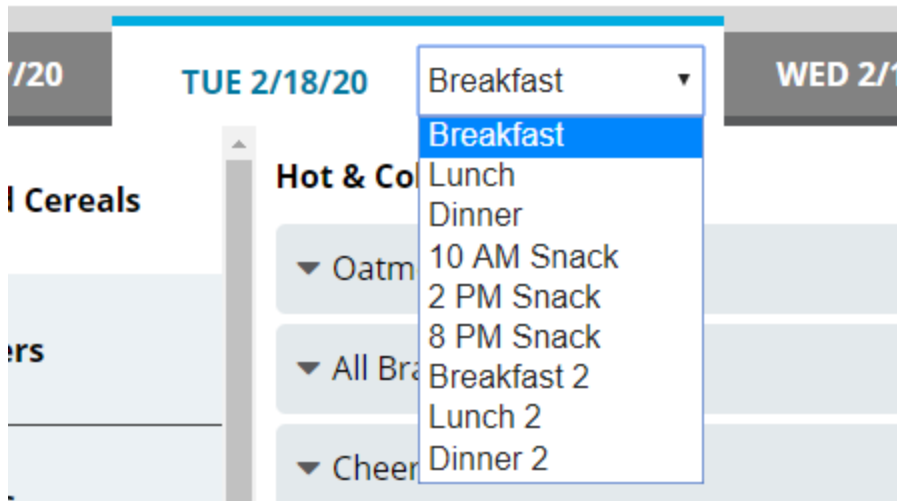 /20
TUE 2/18/20
Breakfast
WED 2/1
Breakfast
Lunch
Dinner
10 AM Snack
2 PM Snack
8 PM Snack
Breakfast 2
Lunch 2
Dinner 2
Cereals
ers
Hot & Col
Oatm
All Bra
Cheer